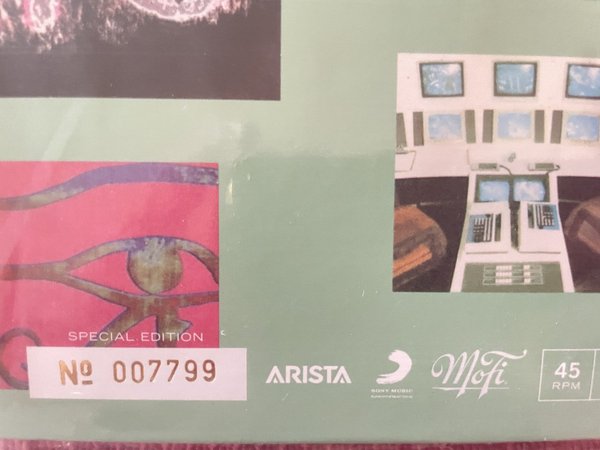 SPECIAL EDITION
Nº 007799
ARISTA
SONY MUSIC
MoFi
45
RPM